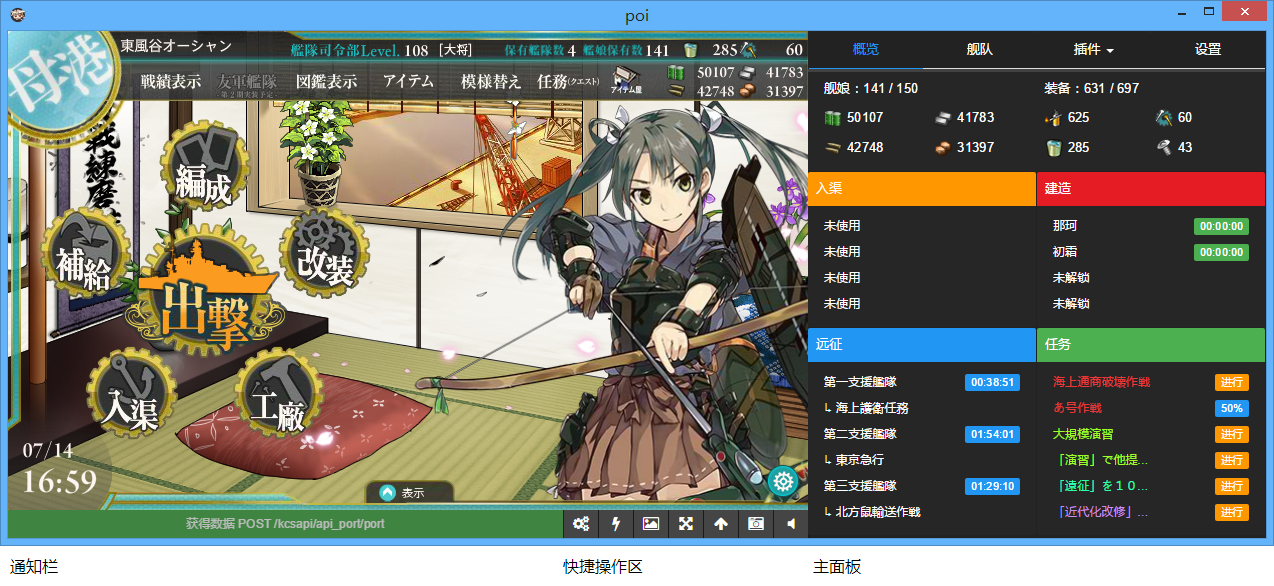 poi
母港
東風谷オーシャン
艦隊司令部Level. 108 [大将] 保有艦隊数 4 艦娘保有数 141 285 60
戦績表示 友軍艦隊 図鑑表示 アイテム 模様替え 任務(クエスト) アイテム屋 50107 41783
-第2期実装予定- 42748 31397
編成
補給
改装
出撃
入渠
工廠
07/14
16:59
表示
获得数据 POST /kcsapi/api_port/port
概览 舰队 插件 设置
舰娘：141 / 150 装备：631 / 697
50107 41783 625 60
42748 31397 285 43
入渠
未使用
未使用
未使用
未使用
建造
那珂 00:00:00
初霜 00:00:00
未解锁
未解锁
远征
第一支援艦隊 00:38:51
↳ 海上護衛任務
第二支援艦隊 01:54:01
↳ 東京急行
第三支援艦隊 01:29:10
↳ 北方鼠輸送作戦
任务
海上通商破壊作戦 进行
あ号作戦 50%
大規模演習 进行
「演習」で他提... 进行
「遠征」を１０... 进行
「近代化改修」... 进行
通知栏 快捷操作区 主面板